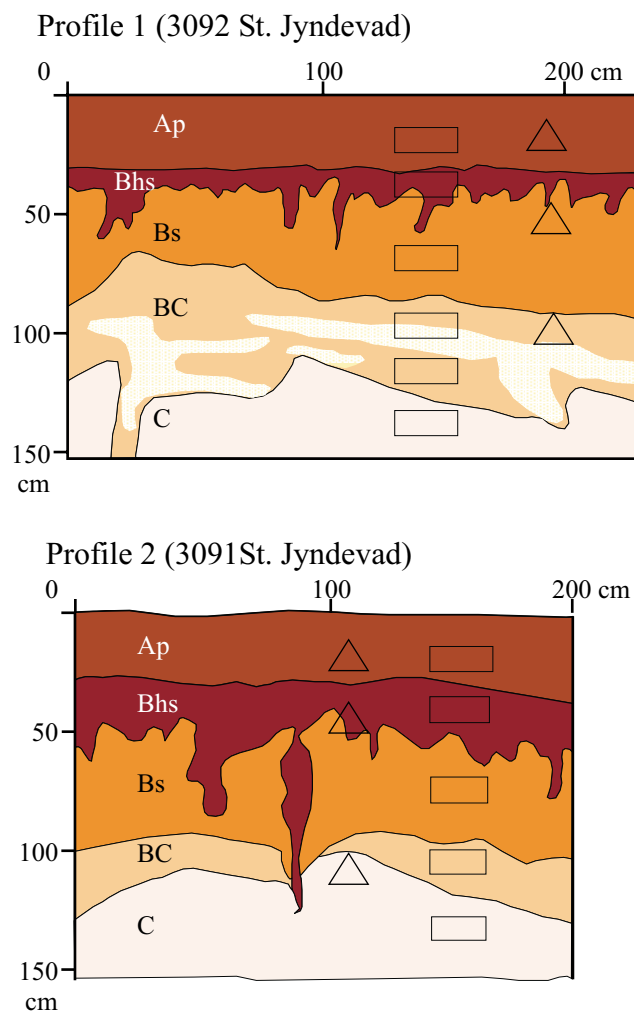 Profile 1 (3092 St. Jyndevad)
0 100 200 cm
Ap
Bhs
50
Bs
BC
100
C
150
cm
Profile 2 (3091St. Jyndevad)
0 100 200 cm
Ap
Bhs
50
Bs
100
BC
C
150
cm